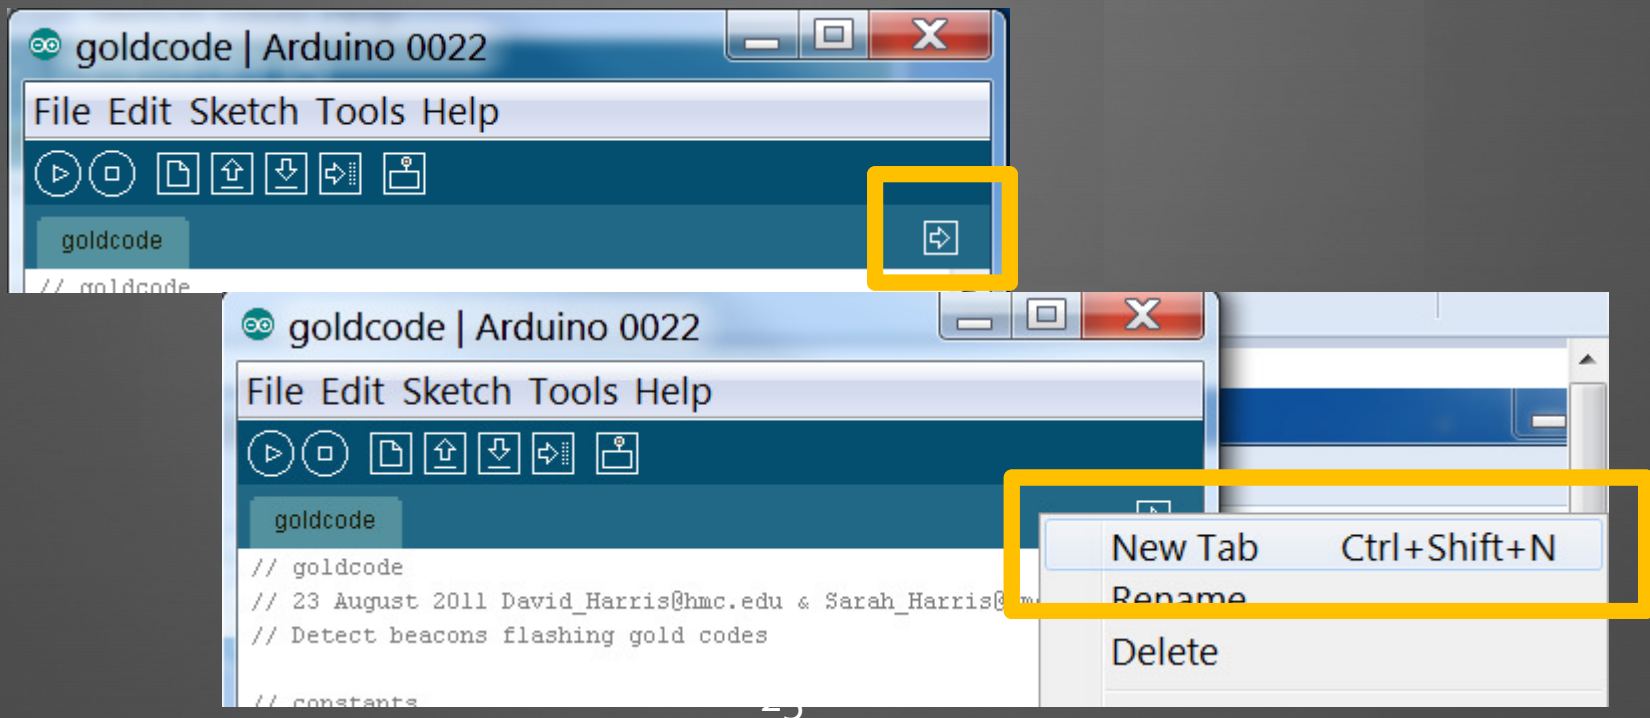 goldcode | Arduino 0022
File Edit Sketch Tools Help
goldcode
// goldcode
goldcode | Arduino 0022
File Edit Sketch Tools Help
goldcode
// goldcode
// 23 August 2011 David_Harris@hmc.edu & Sarah_Harris@
// Detect beacons flashing gold codes
// constants
New Tab Ctrl+Shift+N
Rename
Delete